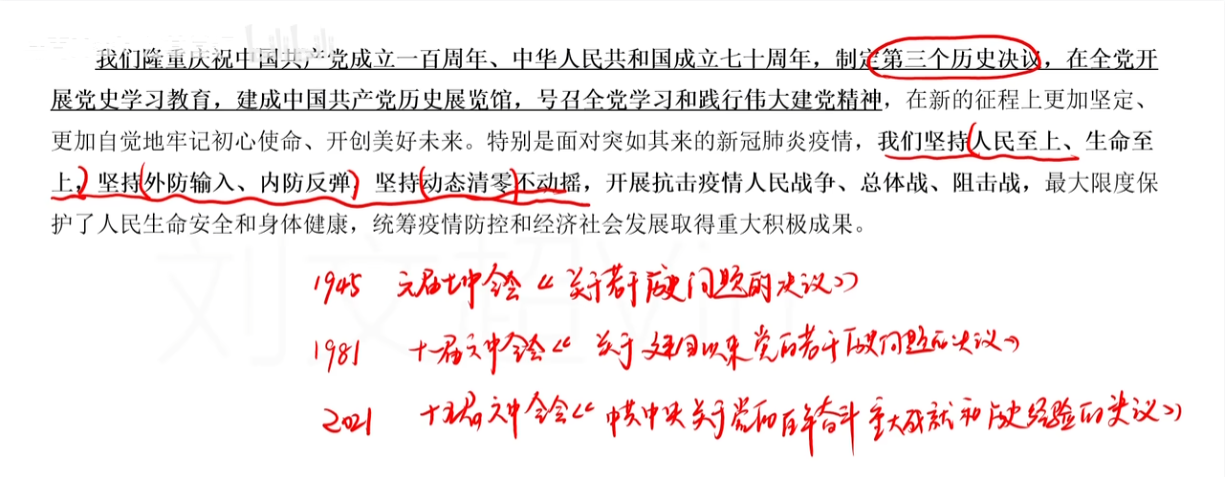 我们隆重庆祝中国共产党成立一百周年、中华人民共和国成立七十周年，制定第三个历史决议，在全党开
展党史学习教育，建成中国共产党历史展览馆，号召全党学习和践行伟大建党精神，在新的征程上更加坚定、
更加自觉地牢记初心使命、开创美好未来。特别是面对突如其来的新冠肺炎疫情，我们坚持人民至上、生命至
上，坚持外防输入、内防反弹，坚持动态清零不动摇，开展抗击疫情人民战争、总体战、阻击战，最大限度保
护了人民生命安全和身体健康，统筹疫情防控和经济社会发展取得重大积极成果。
1945 六届七中全会《关于若干历史问题的决议》
1981 十一届六中全会《关于建国以来党的若干历史问题的决议》
2021 十九届六中全会《中共中央关于党的百年奋斗重大成就和历史经验的决议》